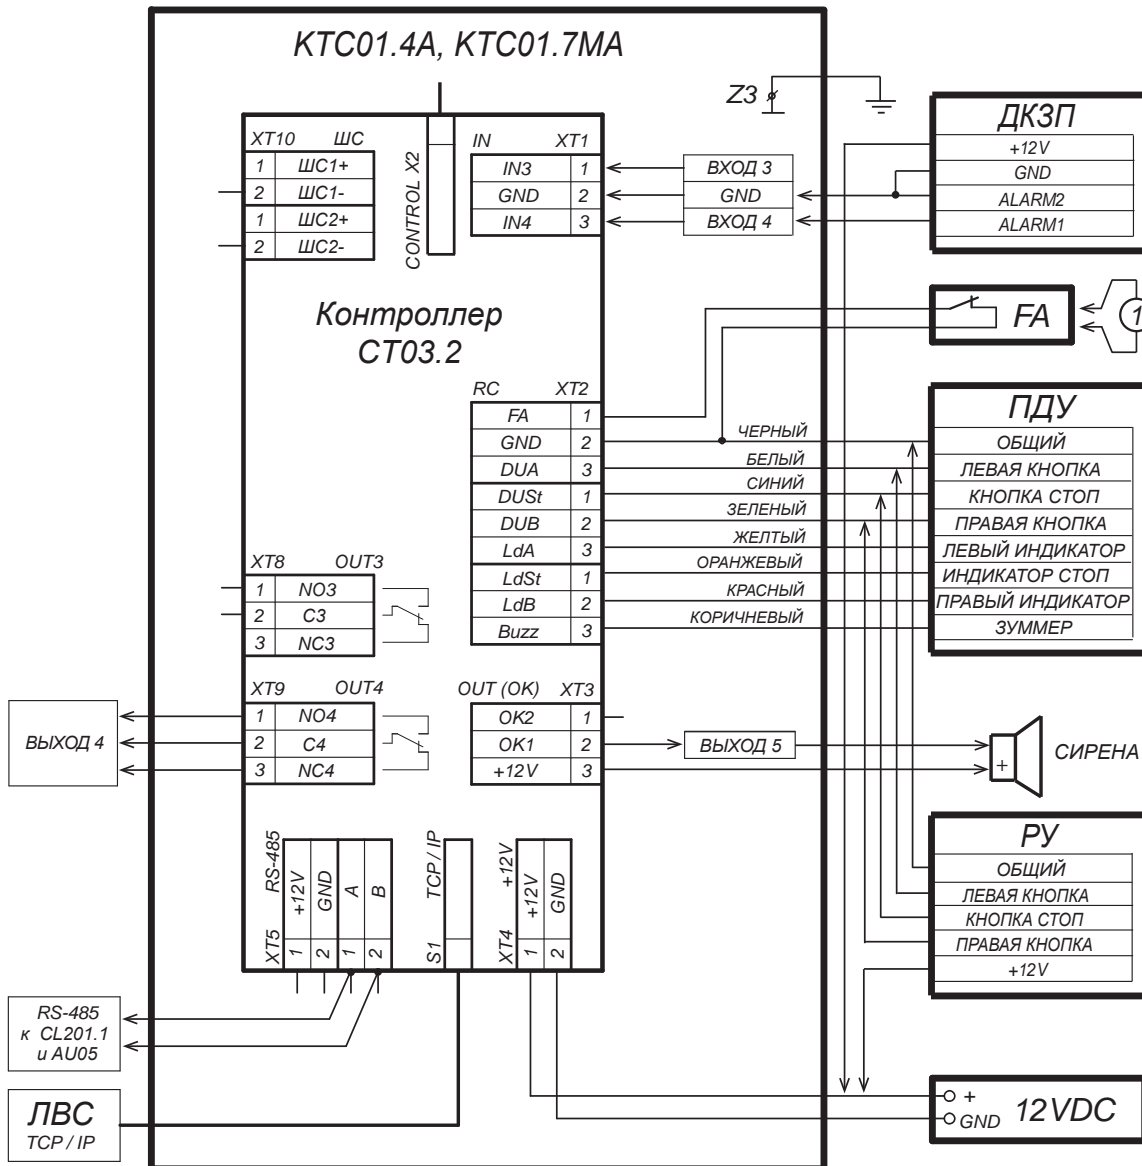 KTC01.4A, KTC01.7MA
Z3
XT10 ШС
1 ШС1+
2 ШС1-
1 ШС2+
2 ШС2-
CONTROL X2
IN XT1
IN3 1
GND 2
IN4 3
ВХОД 3
GND
ВХОД 4
ДКЗП
+12V
GND
ALARM2
ALARM1
Контроллер
CT03.2
FA
1
RC XT2
FA 1
GND 2
DUA 3
DUSt 1
DUB 2
LdA 3
LdSt 1
LdB 2
Buzz 3
ЧЕРНЫЙ
БЕЛЫЙ
СИНИЙ
ЗЕЛЕНЫЙ
ЖЕЛТЫЙ
ОРАНЖЕВЫЙ
КРАСНЫЙ
КОРИЧНЕВЫЙ
ПДУ
ОБЩИЙ
ЛЕВАЯ КНОПКА
КНОПКА СТОП
ПРАВАЯ КНОПКА
ЛЕВЫЙ ИНДИКАТОР
ИНДИКАТОР СТОП
ПРАВЫЙ ИНДИКАТОР
ЗУММЕР
XT8 OUT3
1 NO3
2 C3
3 NC3
XT9 OUT4
1 NO4
2 C4
3 NC4
ВЫХОД 4
OUT (OK) XT3
OK2 1
OK1 2
+12V 3
ВЫХОД 5
+
СИРЕНА
РУ
ОБЩИЙ
ЛЕВАЯ КНОПКА
КНОПКА СТОП
ПРАВАЯ КНОПКА
+12V
XT5 RS-485
1 +12V
2 GND
1 A
2 B
S1 TCP / IP
XT4 +12V
1 +12V
2 GND
RS-485
к CL201.1
и AU05
ЛВС
TCP / IP
+
GND
12VDC